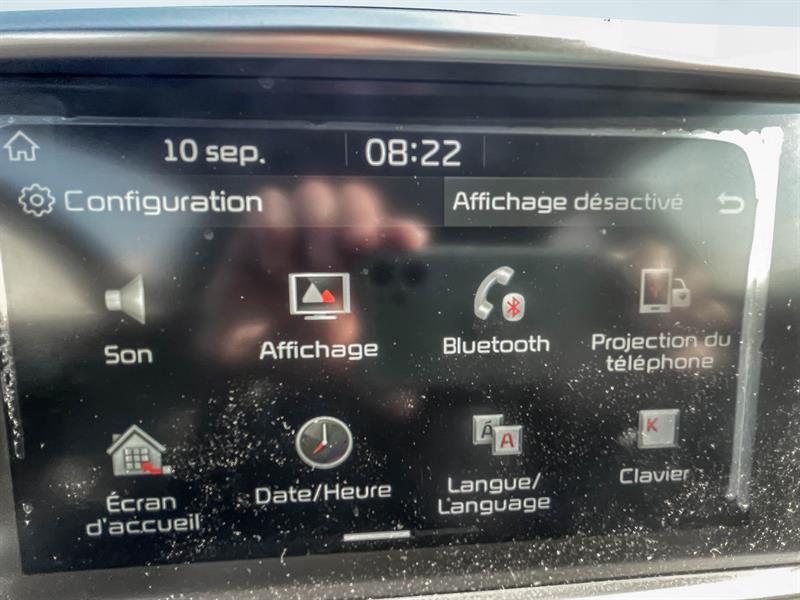 10 sep. 08:22
Configuration Affichage désactivé
Son Affichage Bluetooth Projection du
téléphone
Écran
d'accueil
Date/Heure
Langue/
Language
Clavier
A A
K